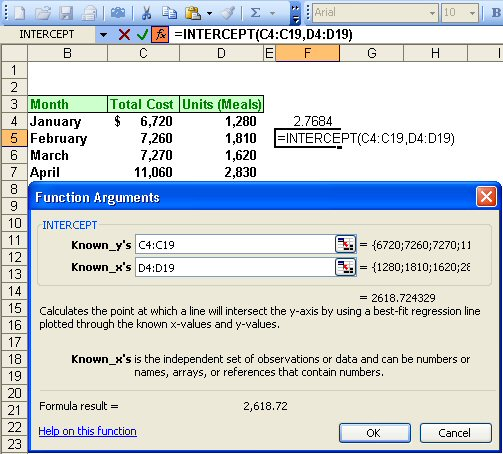 Arial 10 B
INTERCEPT =INTERCEPT(C4:C19,D4:D19)
B C D E F G H I
1
2
3 Month Total Cost Units (Meals)
4 January $ 6,720 1,280 2.7684
5 February 7,260 1,810 =INTERCEPT(C4:C19,D4:D19)
6 March 7,270 1,620
7 April 11,060 2,830
8
9
10
11
12
13
14
15
16
17
18
19
20
21
22
23
Function Arguments
INTERCEPT
Known_y's C4:C19 = {6720;7260;7270;11
Known_x's D4:D19 = {1280;1810;1620;28
= 2618.724329
Calculates the point at which a line will intersect the y-axis by using a best-fit regression line
plotted through the known x-values and y-values.
Known_x's is the independent set of observations or data and can be numbers or
names, arrays, or references that contain numbers.
Formula result = 2,618.72
Help on this function OK Cancel